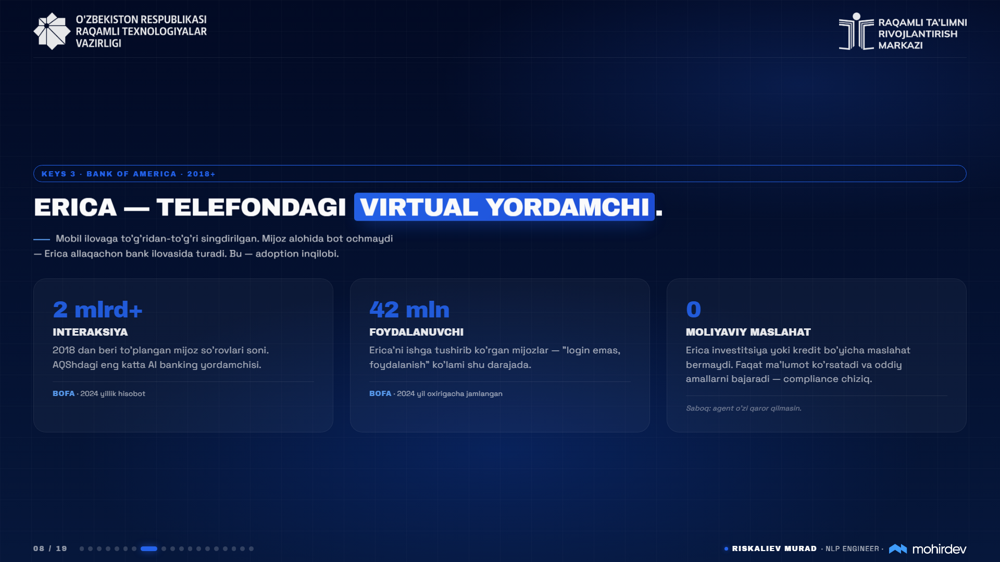 O'ZBEKISTON RESPUBLIKASI
RAQAMLI TEXNOLOGIYALAR
VAZIRLIGI
RAQAMLI TA'LIMNI
RIVOJLANTIRISH
MARKAZI
KEYS 3 · BANK OF AMERICA · 2018+
ERICA — TELEFONDAGI VIRTUAL YORDAMCHI.
Mobil ilovaga to’g’ridan-to’g’ri singdirilgan. Mijoz alohida bot ochmaydi
— Erica allaqachon bank ilovasida turadi. Bu — adoption inqilobi.
2 mlrd+
INTERAKSIYA
2018 dan beri to’plangan mijoz so’rovlari soni.
AQShdagi eng katta AI banking yordamchisi.
BOFA · 2024 yillik hisobot
42 mln
FOYDALANUVCHI
Erica’ni ishga tushirib ko’rgan mijozlar — ”login emas,
foydalanish” ko’lami shu darajada.
BOFA · 2024 yil oxirigacha jamlangan
0
MOLIYAVIY MASLAHAT
Erica investitsiya yoki kredit bo’yicha maslahat
bermaydi. Faqat ma’lumot ko’rsatadi va oddiy
amallarni bajaradi — compliance chiziq.
Saboq: agent o’zi qaror qilmasin.
08 / 19
RISKALIEV MURAD · NLP ENGINEER · mohirdev